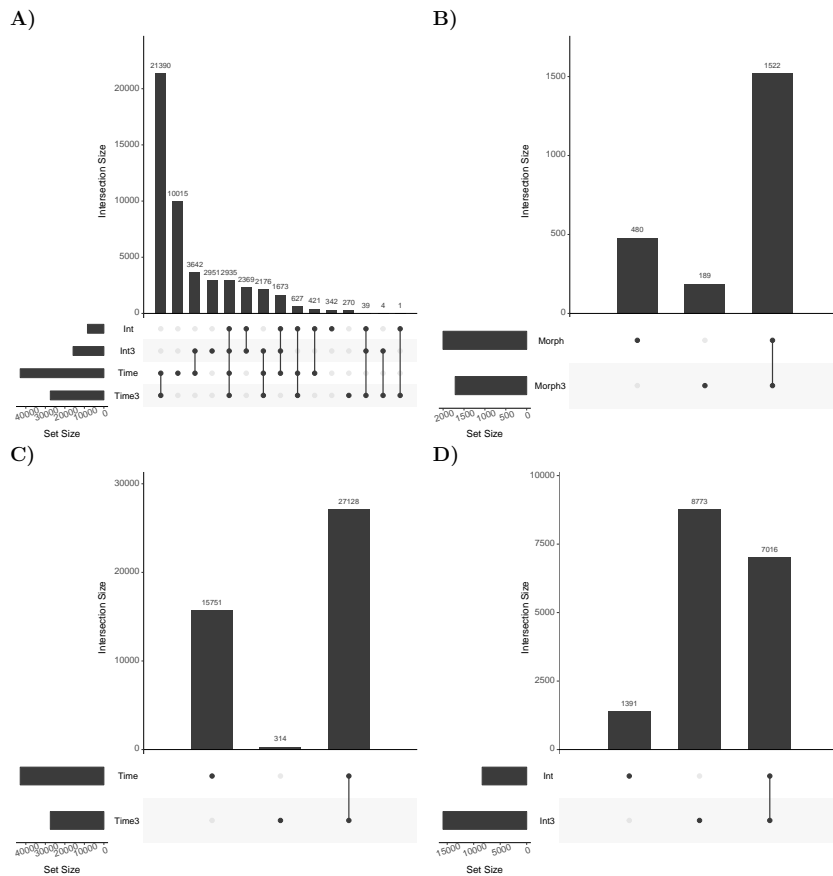 A)
Intersection Size
20000
15000
10000
5000
0
21390
10015
3642
2951
2935
2369
2176
1673
627
421
342
270
39
4
1
Int
Int3
Time
Time3
40000
30000
20000
10000
0
Set Size
B)
Intersection Size
1500
1000
500
0
480
189
1522
Morph
Morph3
2000
1500
1000
500
0
Set Size
C)
Intersection Size
30000
20000
10000
0
15751
314
27128
Time
Time3
40000
30000
20000
10000
0
Set Size
D)
Intersection Size
10000
7500
5000
2500
0
1391
8773
7016
Int
Int3
15000
10000
5000
0
Set Size